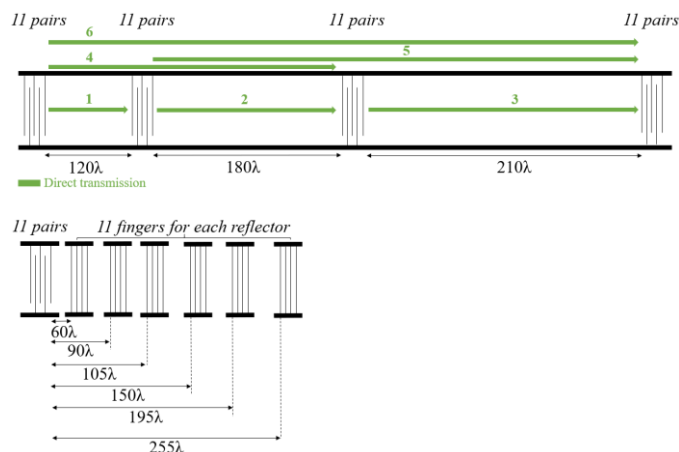 11 pairs 11 pairs 11 pairs 11 pairs
6
5
4
1 2 3
120λ 180λ 210λ
Direct transmission
11 pairs 11 fingers for each reflector
60λ
90λ
105λ
150λ
195λ
255λ